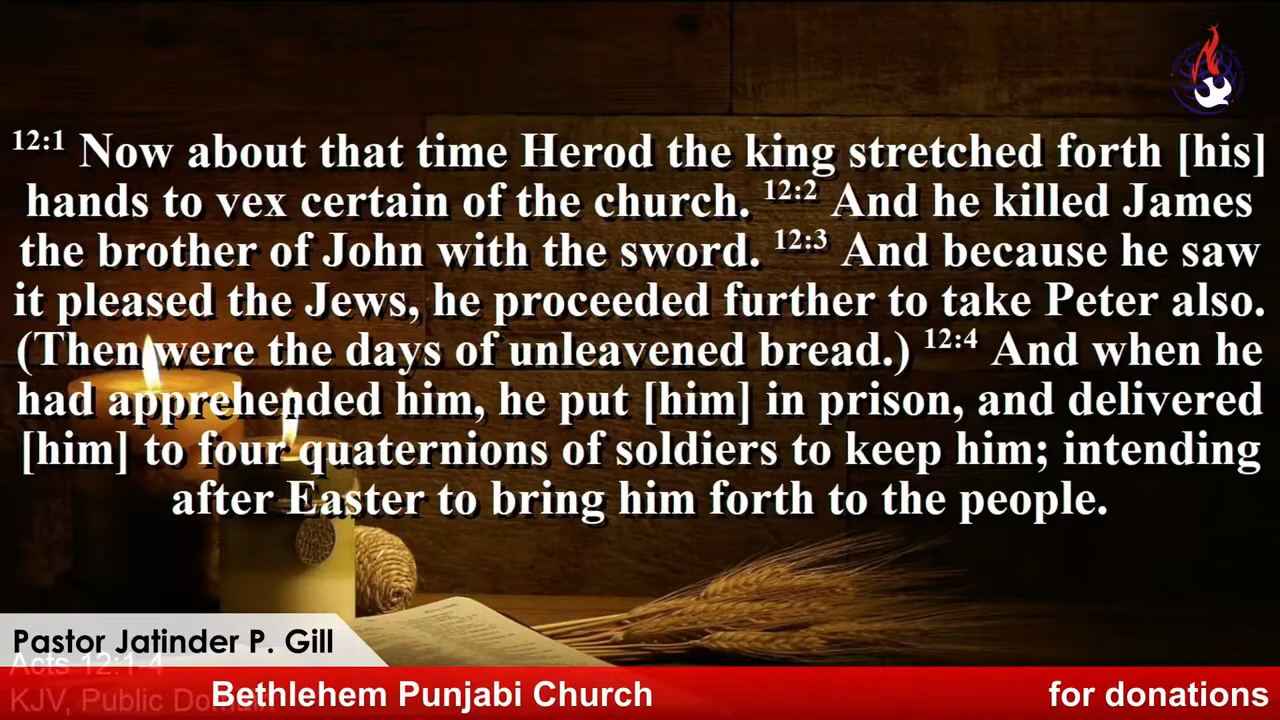 12:1 Now about that time Herod the king stretched forth [his]
hands to vex certain of the church. 12:2 And he killed James
the brother of John with the sword. 12:3 And because he saw
it pleased the Jews, he proceeded further to take Peter also.
(Then were the days of unleavened bread.) 12:4 And when he
had apprehended him, he put [him] in prison, and delivered
[him] to four quaternions of soldiers to keep him; intending
after Easter to bring him forth to the people.
Pastor Jatinder P. Gill
Acts 12:1-4
KJV, Public Domain
Bethlehem Punjabi Church
for donations